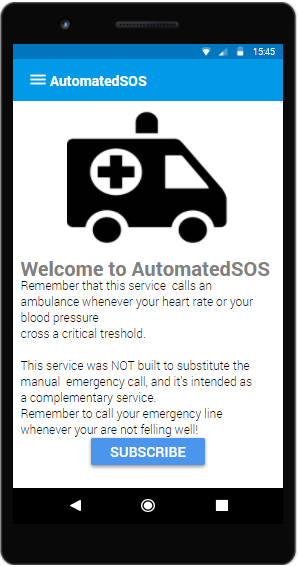 15:45
AutomatedSOS
Welcome to AutomatedSOS
Remember that this service calls an
ambulance whenever your heart rate or your
blood pressure
cross a critical treshold.
This service was NOT built to substitute the
manual emergency call, and it's intended as
a complementary service.
Remember to call your emergency line
whenever your are not felling well!
SUBSCRIBE